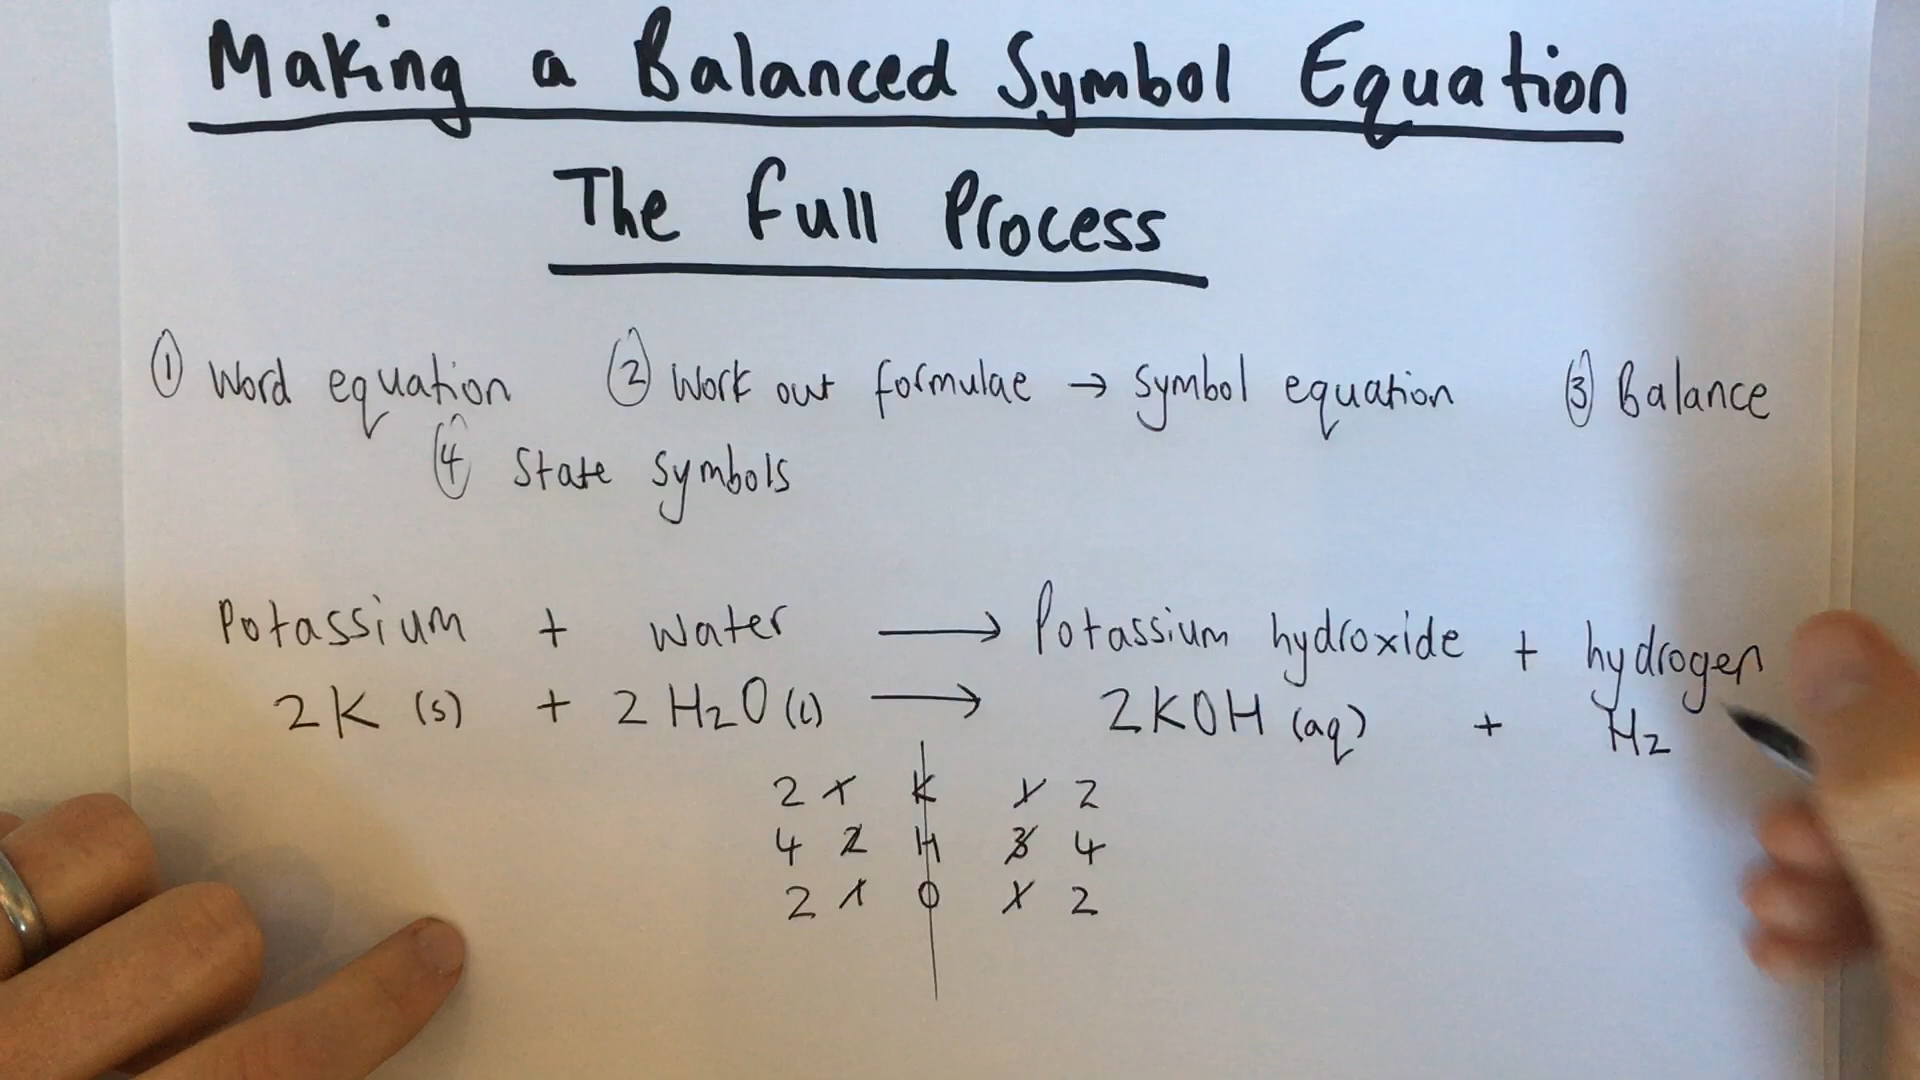 Making a Balanced Symbol Equation
The Full Process
① Word equation ② Work out formulae → symbol equation ③ Balance
④ State symbols
Potassium + water → Potassium hydroxide + hydrogen
2K (s) + 2H₂O (l) → 2KOH (aq) + H₂
2 1 K 1 2
4 2 H 3 4
2 1 O 1 2